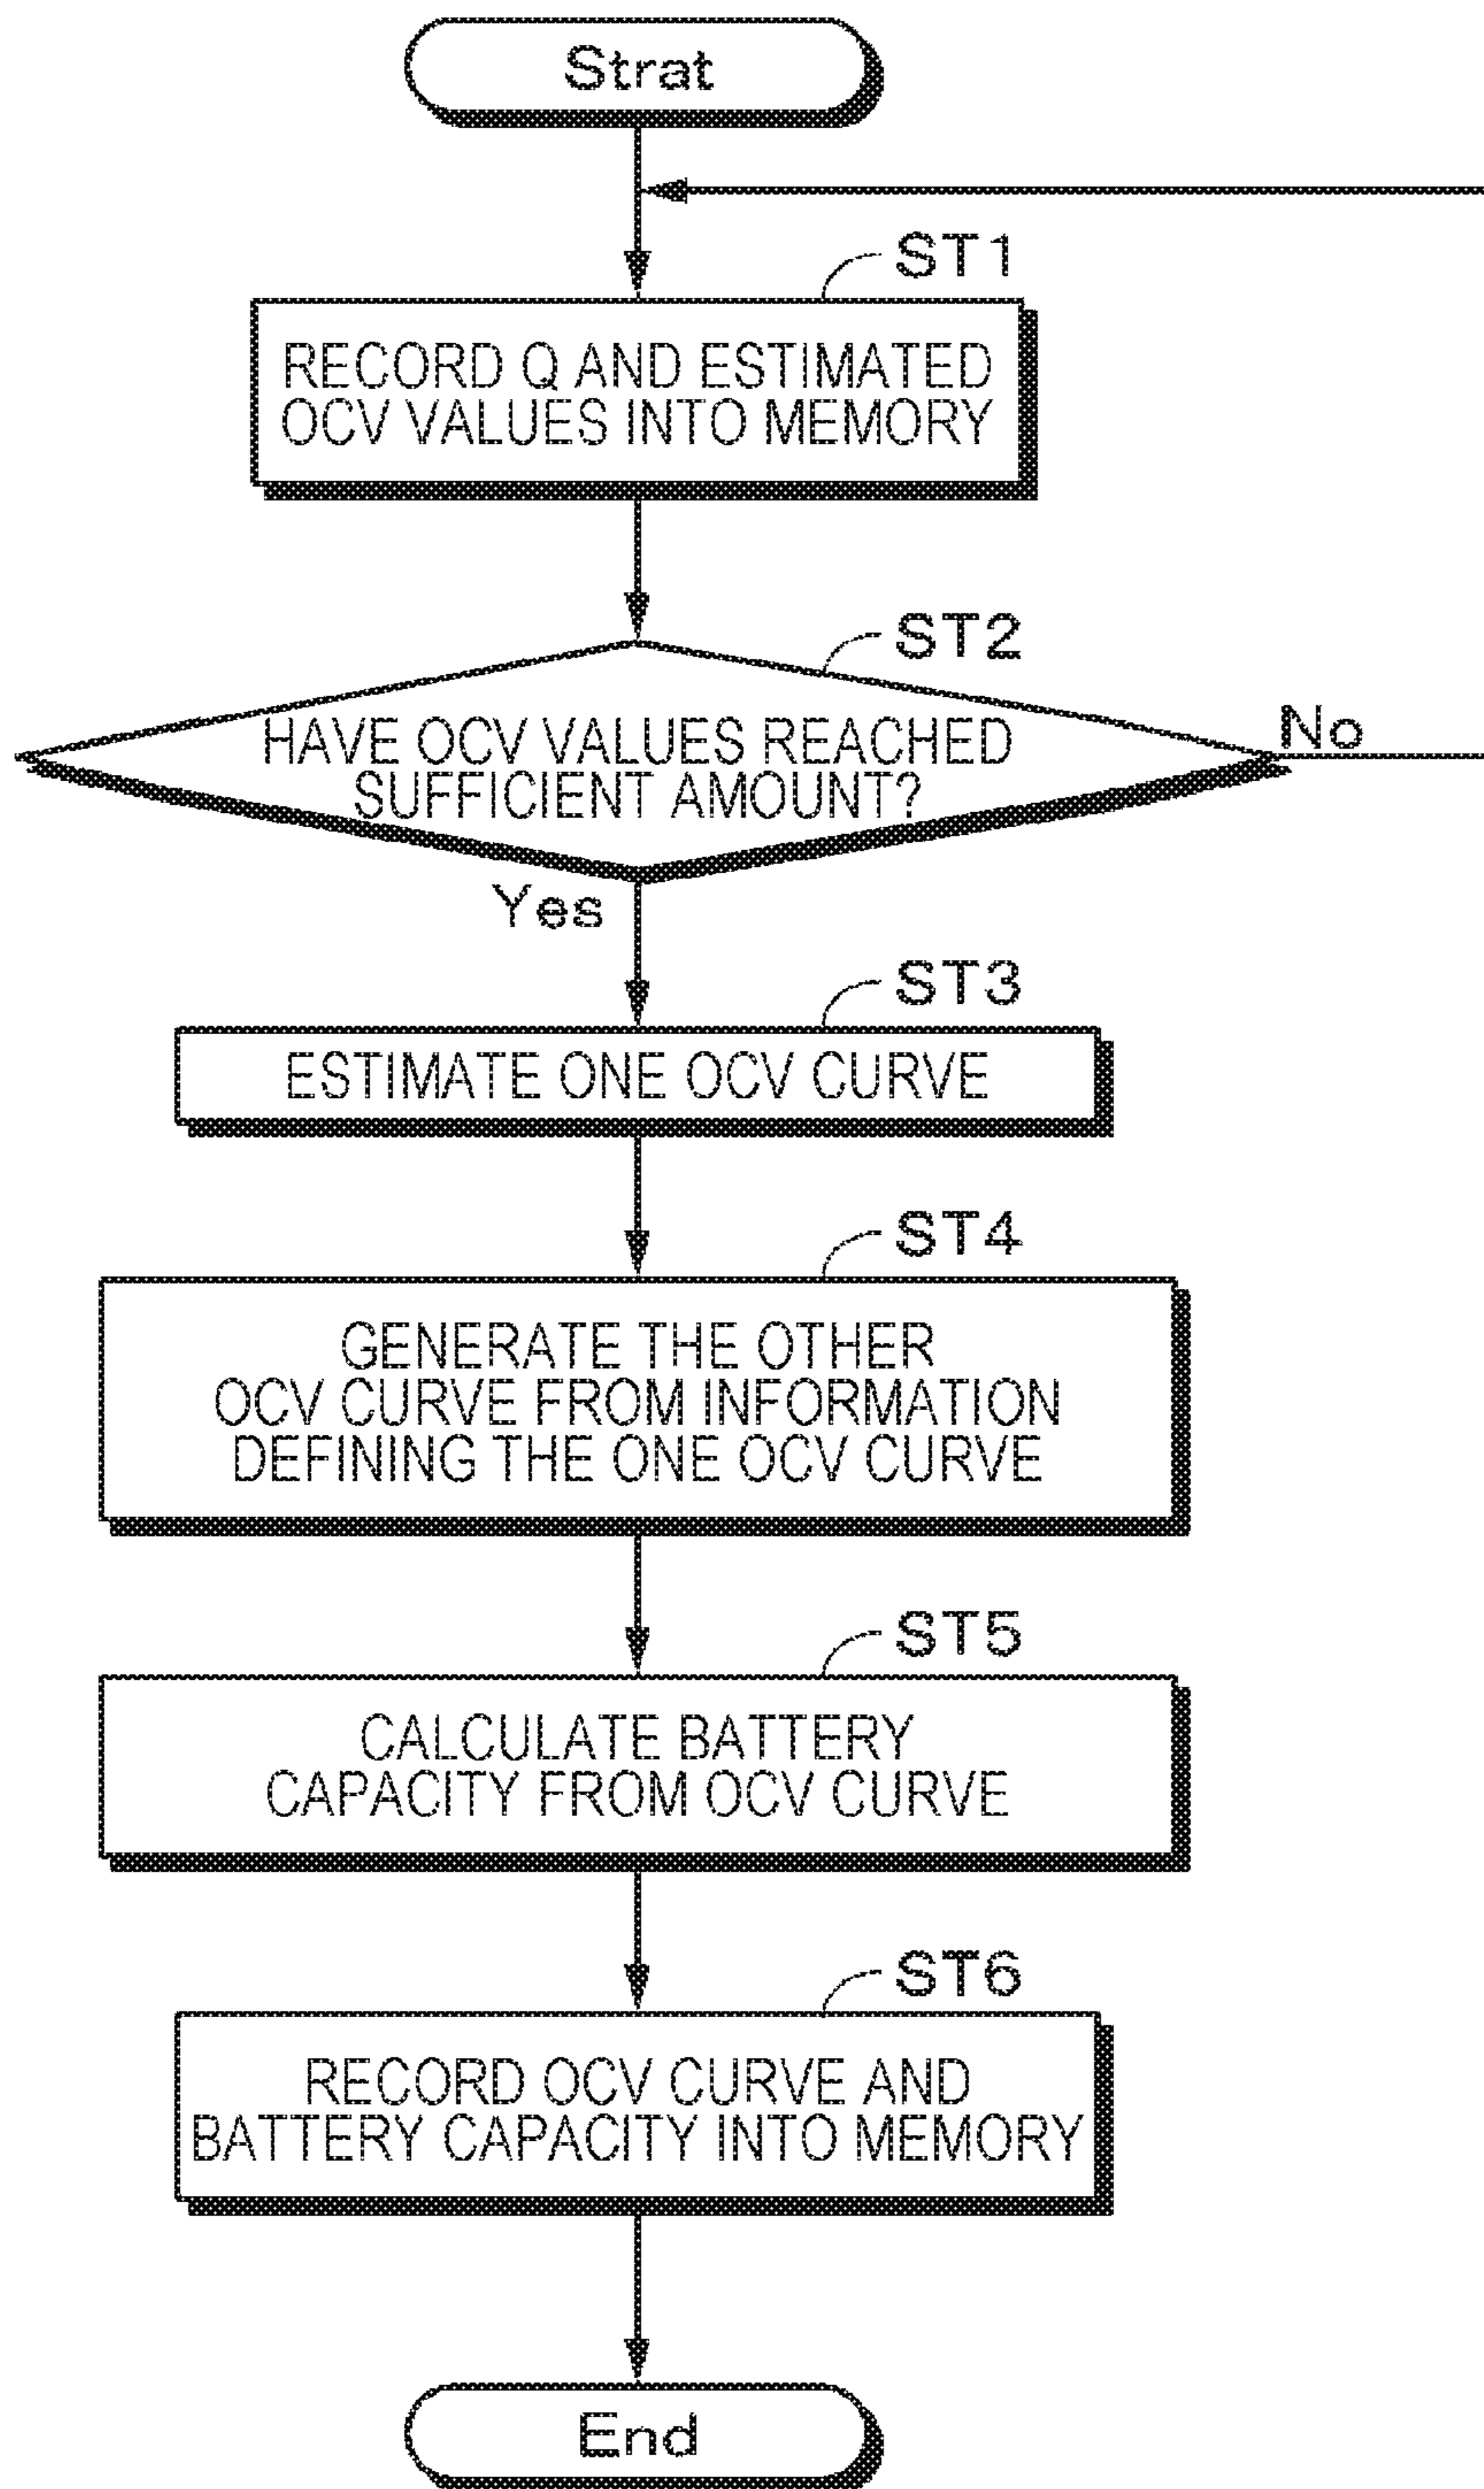 Strat
ST1
RECORD Q AND ESTIMATED
OCV VALUES INTO MEMORY
ST2
HAVE OCV VALUES REACHED
SUFFICIENT AMOUNT?
No
Yes
ST3
ESTIMATE ONE OCV CURVE
ST4
GENERATE THE OTHER
OCV CURVE FROM INFORMATION
DEFINING THE ONE OCV CURVE
ST5
CALCULATE BATTERY
CAPACITY FROM OCV CURVE
ST6
RECORD OCV CURVE AND
BATTERY CAPACITY INTO MEMORY
End